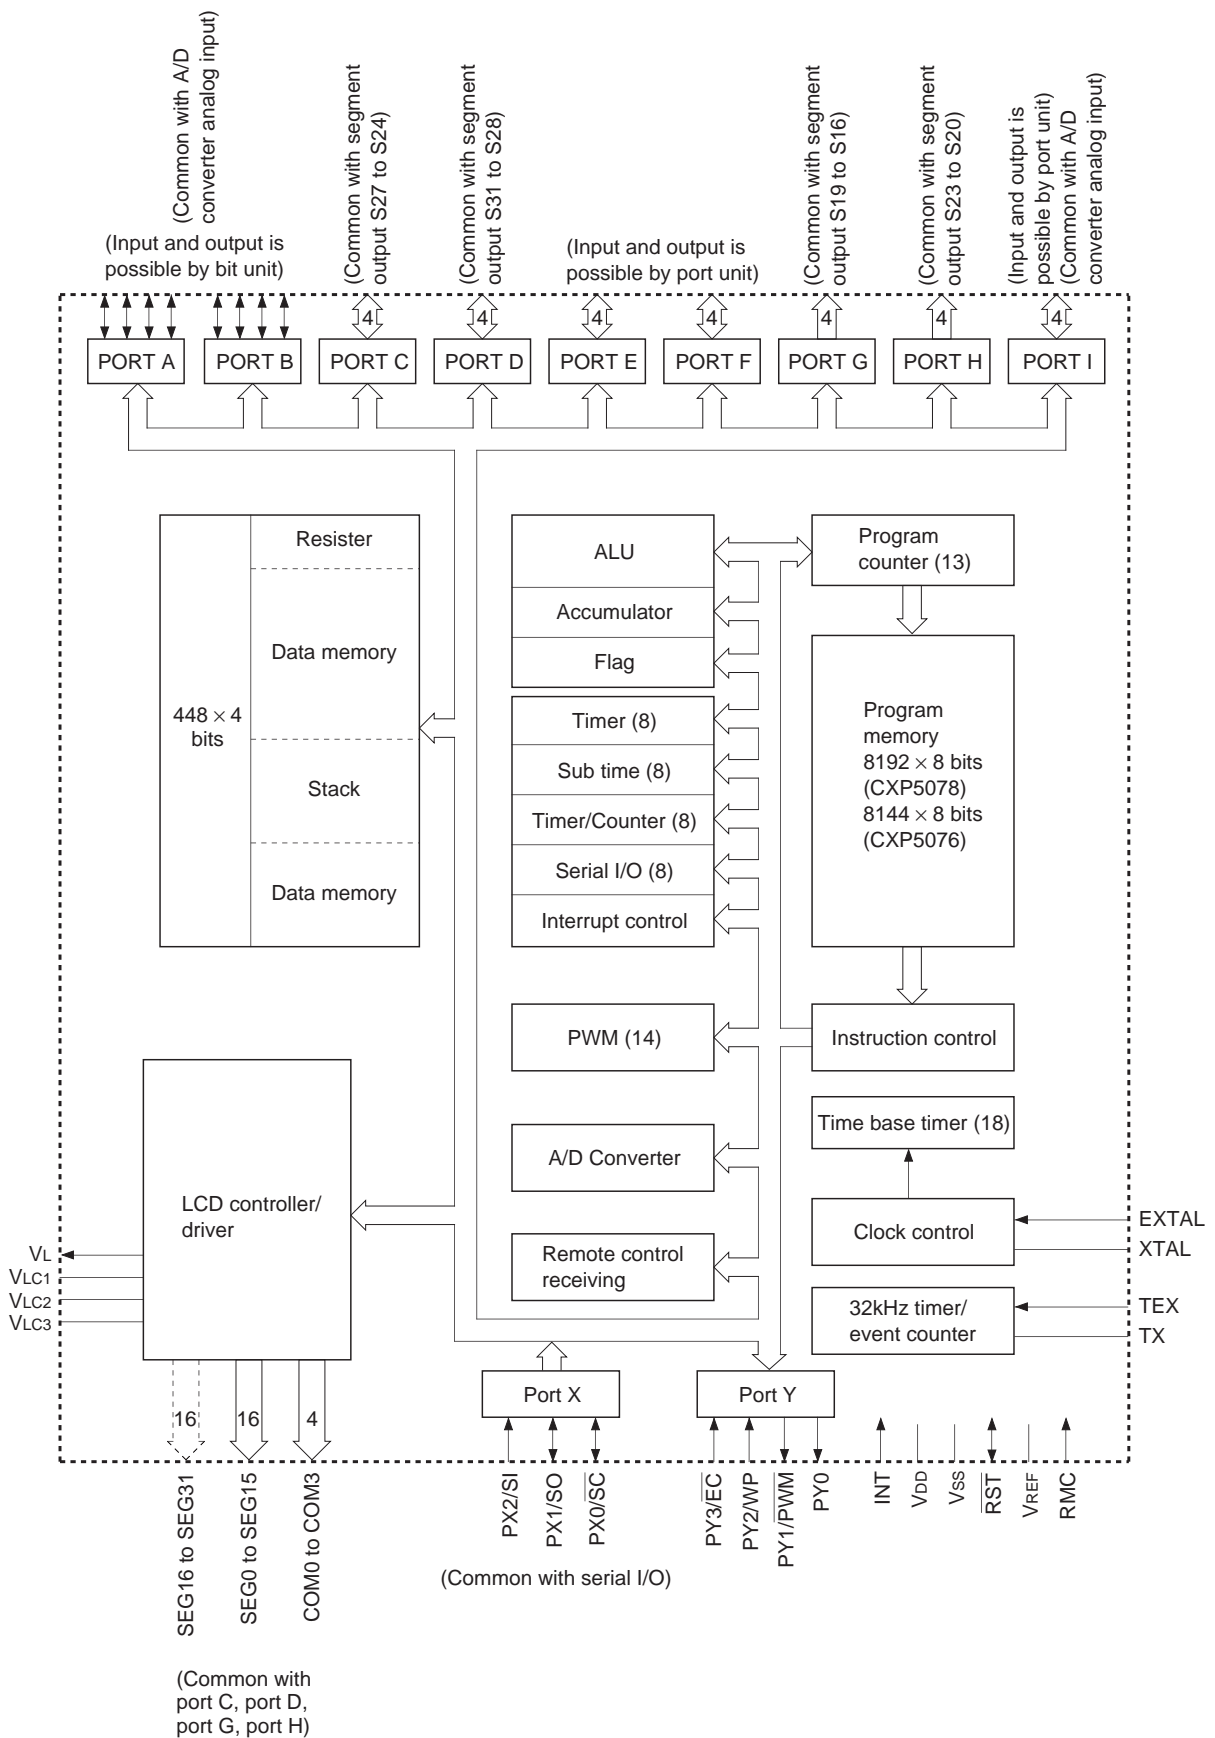 (Common with A/D
converter analog input)
(Input and output is
possible by bit unit)
(Common with segment
output S27 to S24)
(Common with segment
output S31 to S28)
(Input and output is
possible by port unit)
(Common with segment
output S19 to S16)
(Common with segment
output S23 to S20)
(Input and output is
possible by port unit)
(Common with A/D
converter analog input)
4
4
4
4
4
4
4
PORT A
PORT B
PORT C
PORT D
PORT E
PORT F
PORT G
PORT H
PORT I
448 × 4
bits
Resister
Data memory
Stack
Data memory
ALU
Accumulator
Flag
Timer (8)
Sub time (8)
Timer/Counter (8)
Serial I/O (8)
Interrupt control
PWM (14)
A/D Converter
Remote control
receiving
Program
counter (13)
Program
memory
8192 × 8 bits
(CXP5078)
8144 × 8 bits
(CXP5076)
Instruction control
Time base timer (18)
Clock control
32kHz timer/
event counter
EXTAL
XTAL
TEX
TX
LCD controller/
driver
VL
VLC1
VLC2
VLC3
16
16
4
SEG16 to SEG31
SEG0 to SEG15
COM0 to COM3
(Common with
port C, port D,
port G, port H)
Port X
Port Y
PX2/SI
PX1/SO
PX0/S̅C̅
(Common with serial I/O)
PY3/E̅C̅
PY2/WP
PY1/P̅W̅M̅
PY0
INT
VDD
VSS
R̅S̅T̅
VREF
RMC